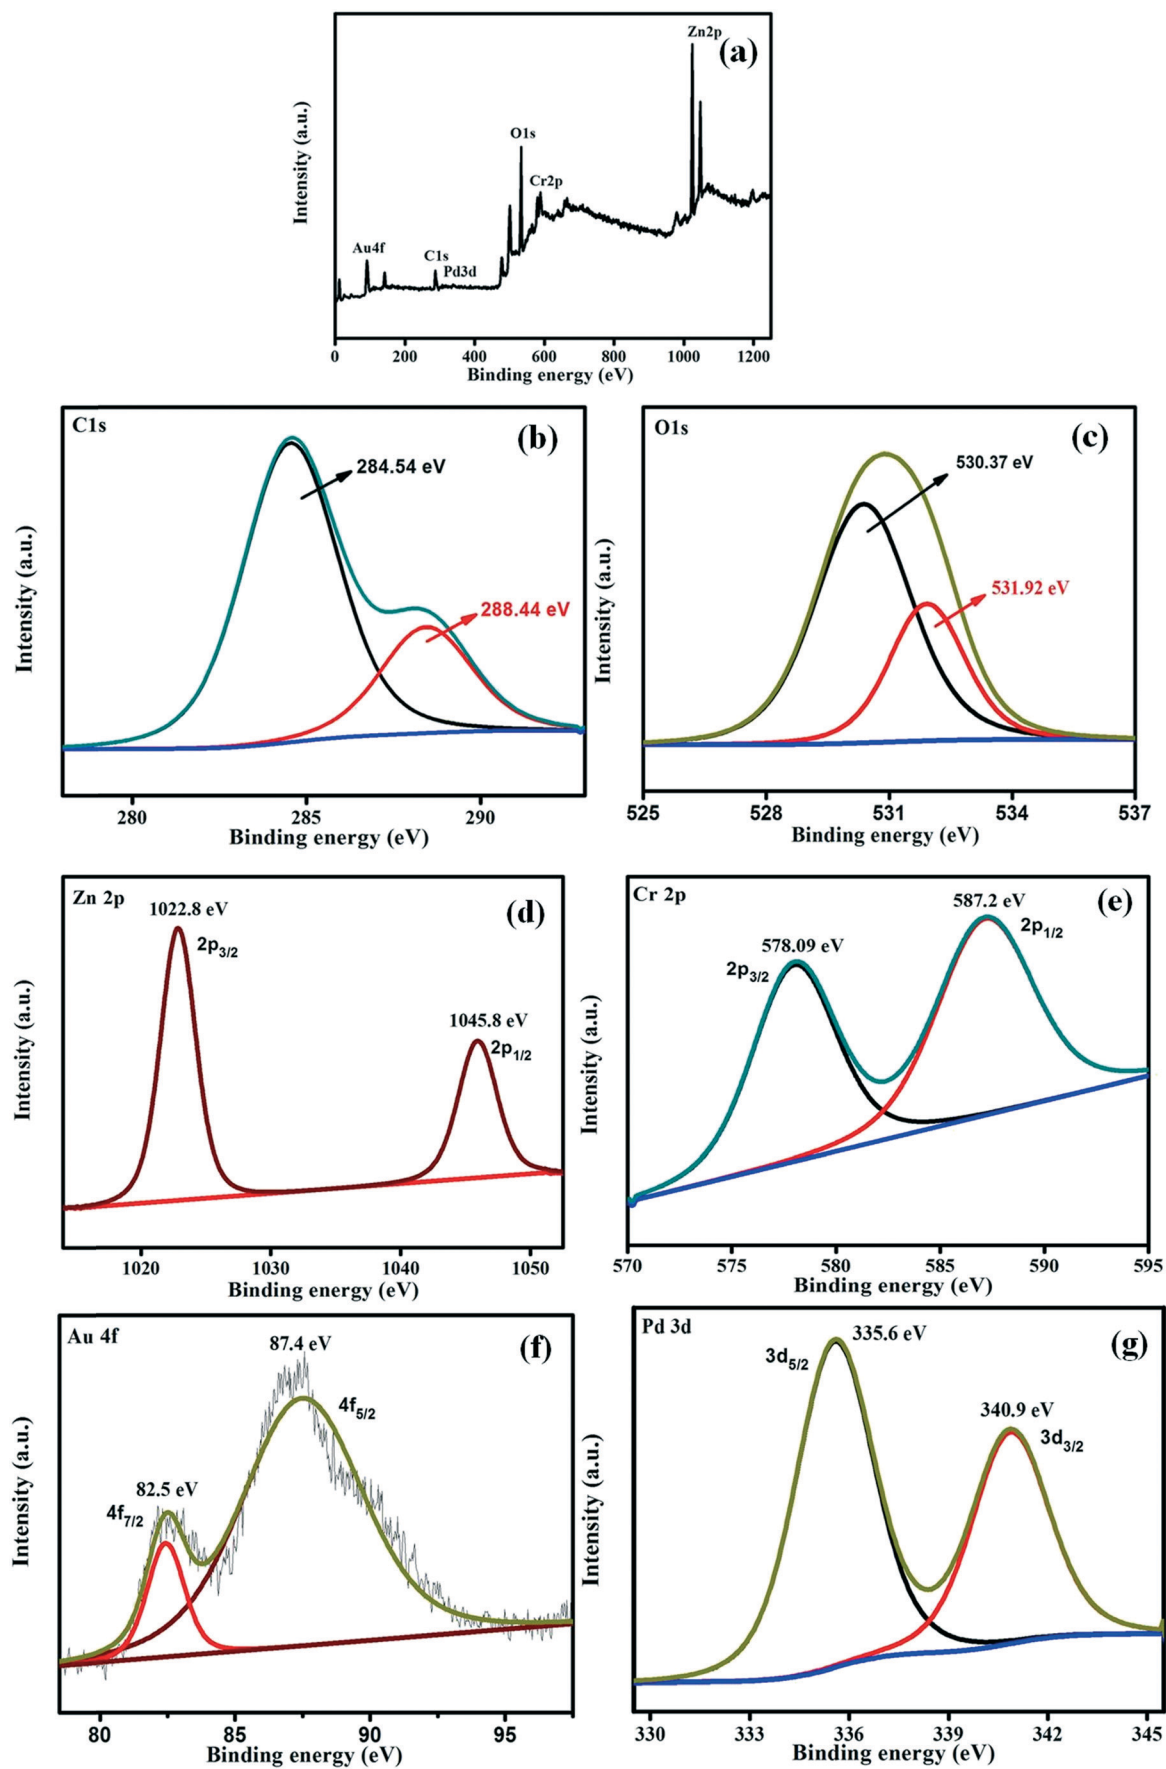 Zn2p
(a)
O1s
Cr2p
Au4f
C1s
Pd3d
Intensity (a.u.)
0 200 400 600 800 1000 1200
Binding energy (eV)
C1s
(b)
284.54 eV
288.44 eV
Intensity (a.u.)
280 285 290
Binding energy (eV)
O1s
(c)
530.37 eV
531.92 eV
Intensity (a.u.)
525 528 531 534 537
Binding energy (eV)
Zn 2p
(d)
1022.8 eV
2p3/2
1045.8 eV
2p1/2
Intensity (a.u.)
1020 1030 1040 1050
Binding energy (eV)
Cr 2p
(e)
587.2 eV
2p1/2
578.09 eV
2p3/2
Intensity (a.u.)
570 575 580 585 590 595
Binding energy (eV)
Au 4f
(f)
87.4 eV
4f5/2
82.5 eV
4f7/2
Intensity (a.u.)
80 85 90 95
Binding energy (eV)
Pd 3d
(g)
335.6 eV
3d5/2
340.9 eV
3d3/2
Intensity (a.u.)
330 333 336 339 342 345
Binding energy (eV)